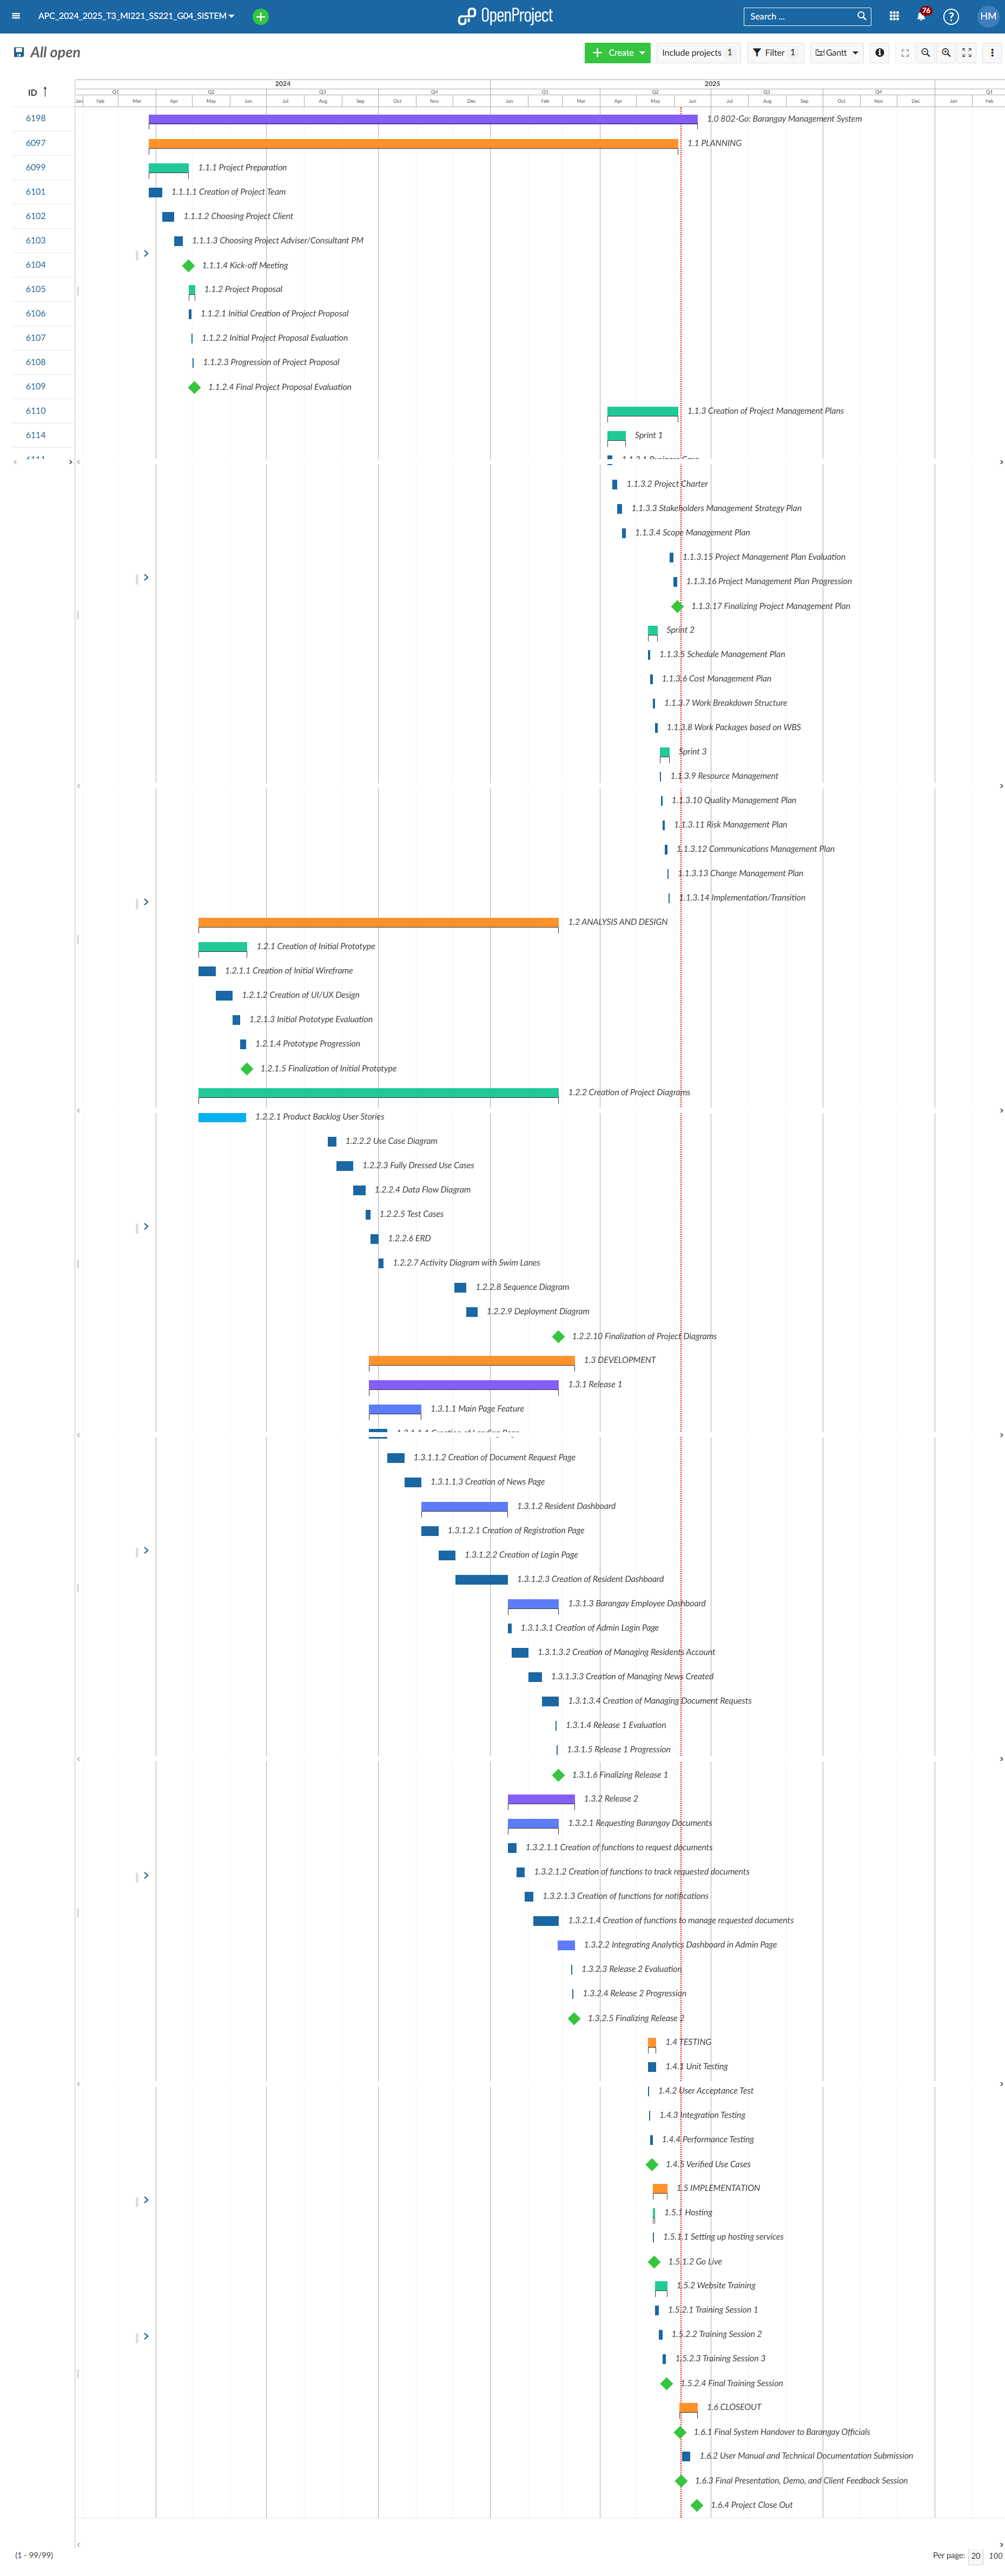 APC_2024_2025_T3_MI221_SS221_G04_SISTEM
OpenProject
Search ...
76
?
HM
All open
Create
Include projects 1
Filter 1
Gantt
ID
2024
2025
Q1 Q2 Q3 Q4 Q1 Q2 Q3 Q4 Q1
Jan Feb Mar Apr May Jun Jul Aug Sep Oct Nov Dec Jan Feb Mar Apr May Jun Jul Aug Sep Oct Nov Dec Jan Feb
6198 1.0 802-Go: Barangay Management System
6097 1.1 PLANNING
6099 1.1.1 Project Preparation
6101 1.1.1.1 Creation of Project Team
6102 1.1.1.2 Choosing Project Client
6103 1.1.1.3 Choosing Project Adviser/Consultant PM
6104 1.1.1.4 Kick-off Meeting
6105 1.1.2 Project Proposal
6106 1.1.2.1 Initial Creation of Project Proposal
6107 1.1.2.2 Initial Project Proposal Evaluation
6108 1.1.2.3 Progression of Project Proposal
6109 1.1.2.4 Final Project Proposal Evaluation
6110 1.1.3 Creation of Project Management Plans
6114 Sprint 1
6111 1.1.3.1 Business Case
1.1.3.2 Project Charter
1.1.3.3 Stakeholders Management Strategy Plan
1.1.3.4 Scope Management Plan
1.1.3.15 Project Management Plan Evaluation
1.1.3.16 Project Management Plan Progression
1.1.3.17 Finalizing Project Management Plan
Sprint 2
1.1.3.5 Schedule Management Plan
1.1.3.6 Cost Management Plan
1.1.3.7 Work Breakdown Structure
1.1.3.8 Work Packages based on WBS
Sprint 3
1.1.3.9 Resource Management
1.1.3.10 Quality Management Plan
1.1.3.11 Risk Management Plan
1.1.3.12 Communications Management Plan
1.1.3.13 Change Management Plan
1.1.3.14 Implementation/Transition
1.2 ANALYSIS AND DESIGN
1.2.1 Creation of Initial Prototype
1.2.1.1 Creation of Initial Wireframe
1.2.1.2 Creation of UI/UX Design
1.2.1.3 Initial Prototype Evaluation
1.2.1.4 Prototype Progression
1.2.1.5 Finalization of Initial Prototype
1.2.2 Creation of Project Diagrams
1.2.2.1 Product Backlog User Stories
1.2.2.2 Use Case Diagram
1.2.2.3 Fully Dressed Use Cases
1.2.2.4 Data Flow Diagram
1.2.2.5 Test Cases
1.2.2.6 ERD
1.2.2.7 Activity Diagram with Swim Lanes
1.2.2.8 Sequence Diagram
1.2.2.9 Deployment Diagram
1.2.2.10 Finalization of Project Diagrams
1.3 DEVELOPMENT
1.3.1 Release 1
1.3.1.1 Main Page Feature
1.3.1.1.1 Creation of Landing Page
1.3.1.1.2 Creation of Document Request Page
1.3.1.1.3 Creation of News Page
1.3.1.2 Resident Dashboard
1.3.1.2.1 Creation of Registration Page
1.3.1.2.2 Creation of Login Page
1.3.1.2.3 Creation of Resident Dashboard
1.3.1.3 Barangay Employee Dashboard
1.3.1.3.1 Creation of Admin Login Page
1.3.1.3.2 Creation of Managing Residents Account
1.3.1.3.3 Creation of Managing News Created
1.3.1.3.4 Creation of Managing Document Requests
1.3.1.4 Release 1 Evaluation
1.3.1.5 Release 1 Progression
1.3.1.6 Finalizing Release 1
1.3.2 Release 2
1.3.2.1 Requesting Barangay Documents
1.3.2.1.1 Creation of functions to request documents
1.3.2.1.2 Creation of functions to track requested documents
1.3.2.1.3 Creation of functions for notifications
1.3.2.1.4 Creation of functions to manage requested documents
1.3.2.2 Integrating Analytics Dashboard in Admin Page
1.3.2.3 Release 2 Evaluation
1.3.2.4 Release 2 Progression
1.3.2.5 Finalizing Release 2
1.4 TESTING
1.4.1 Unit Testing
1.4.2 User Acceptance Test
1.4.3 Integration Testing
1.4.4 Performance Testing
1.4.5 Verified Use Cases
1.5 IMPLEMENTATION
1.5.1 Hosting
1.5.1.1 Setting up hosting services
1.5.1.2 Go Live
1.5.2 Website Training
1.5.2.1 Training Session 1
1.5.2.2 Training Session 2
1.5.2.3 Training Session 3
1.5.2.4 Final Training Session
1.6 CLOSEOUT
1.6.1 Final System Handover to Barangay Officials
1.6.2 User Manual and Technical Documentation Submission
1.6.3 Final Presentation, Demo, and Client Feedback Session
1.6.4 Project Close Out
(1 - 99/99)
Per page: 20 100